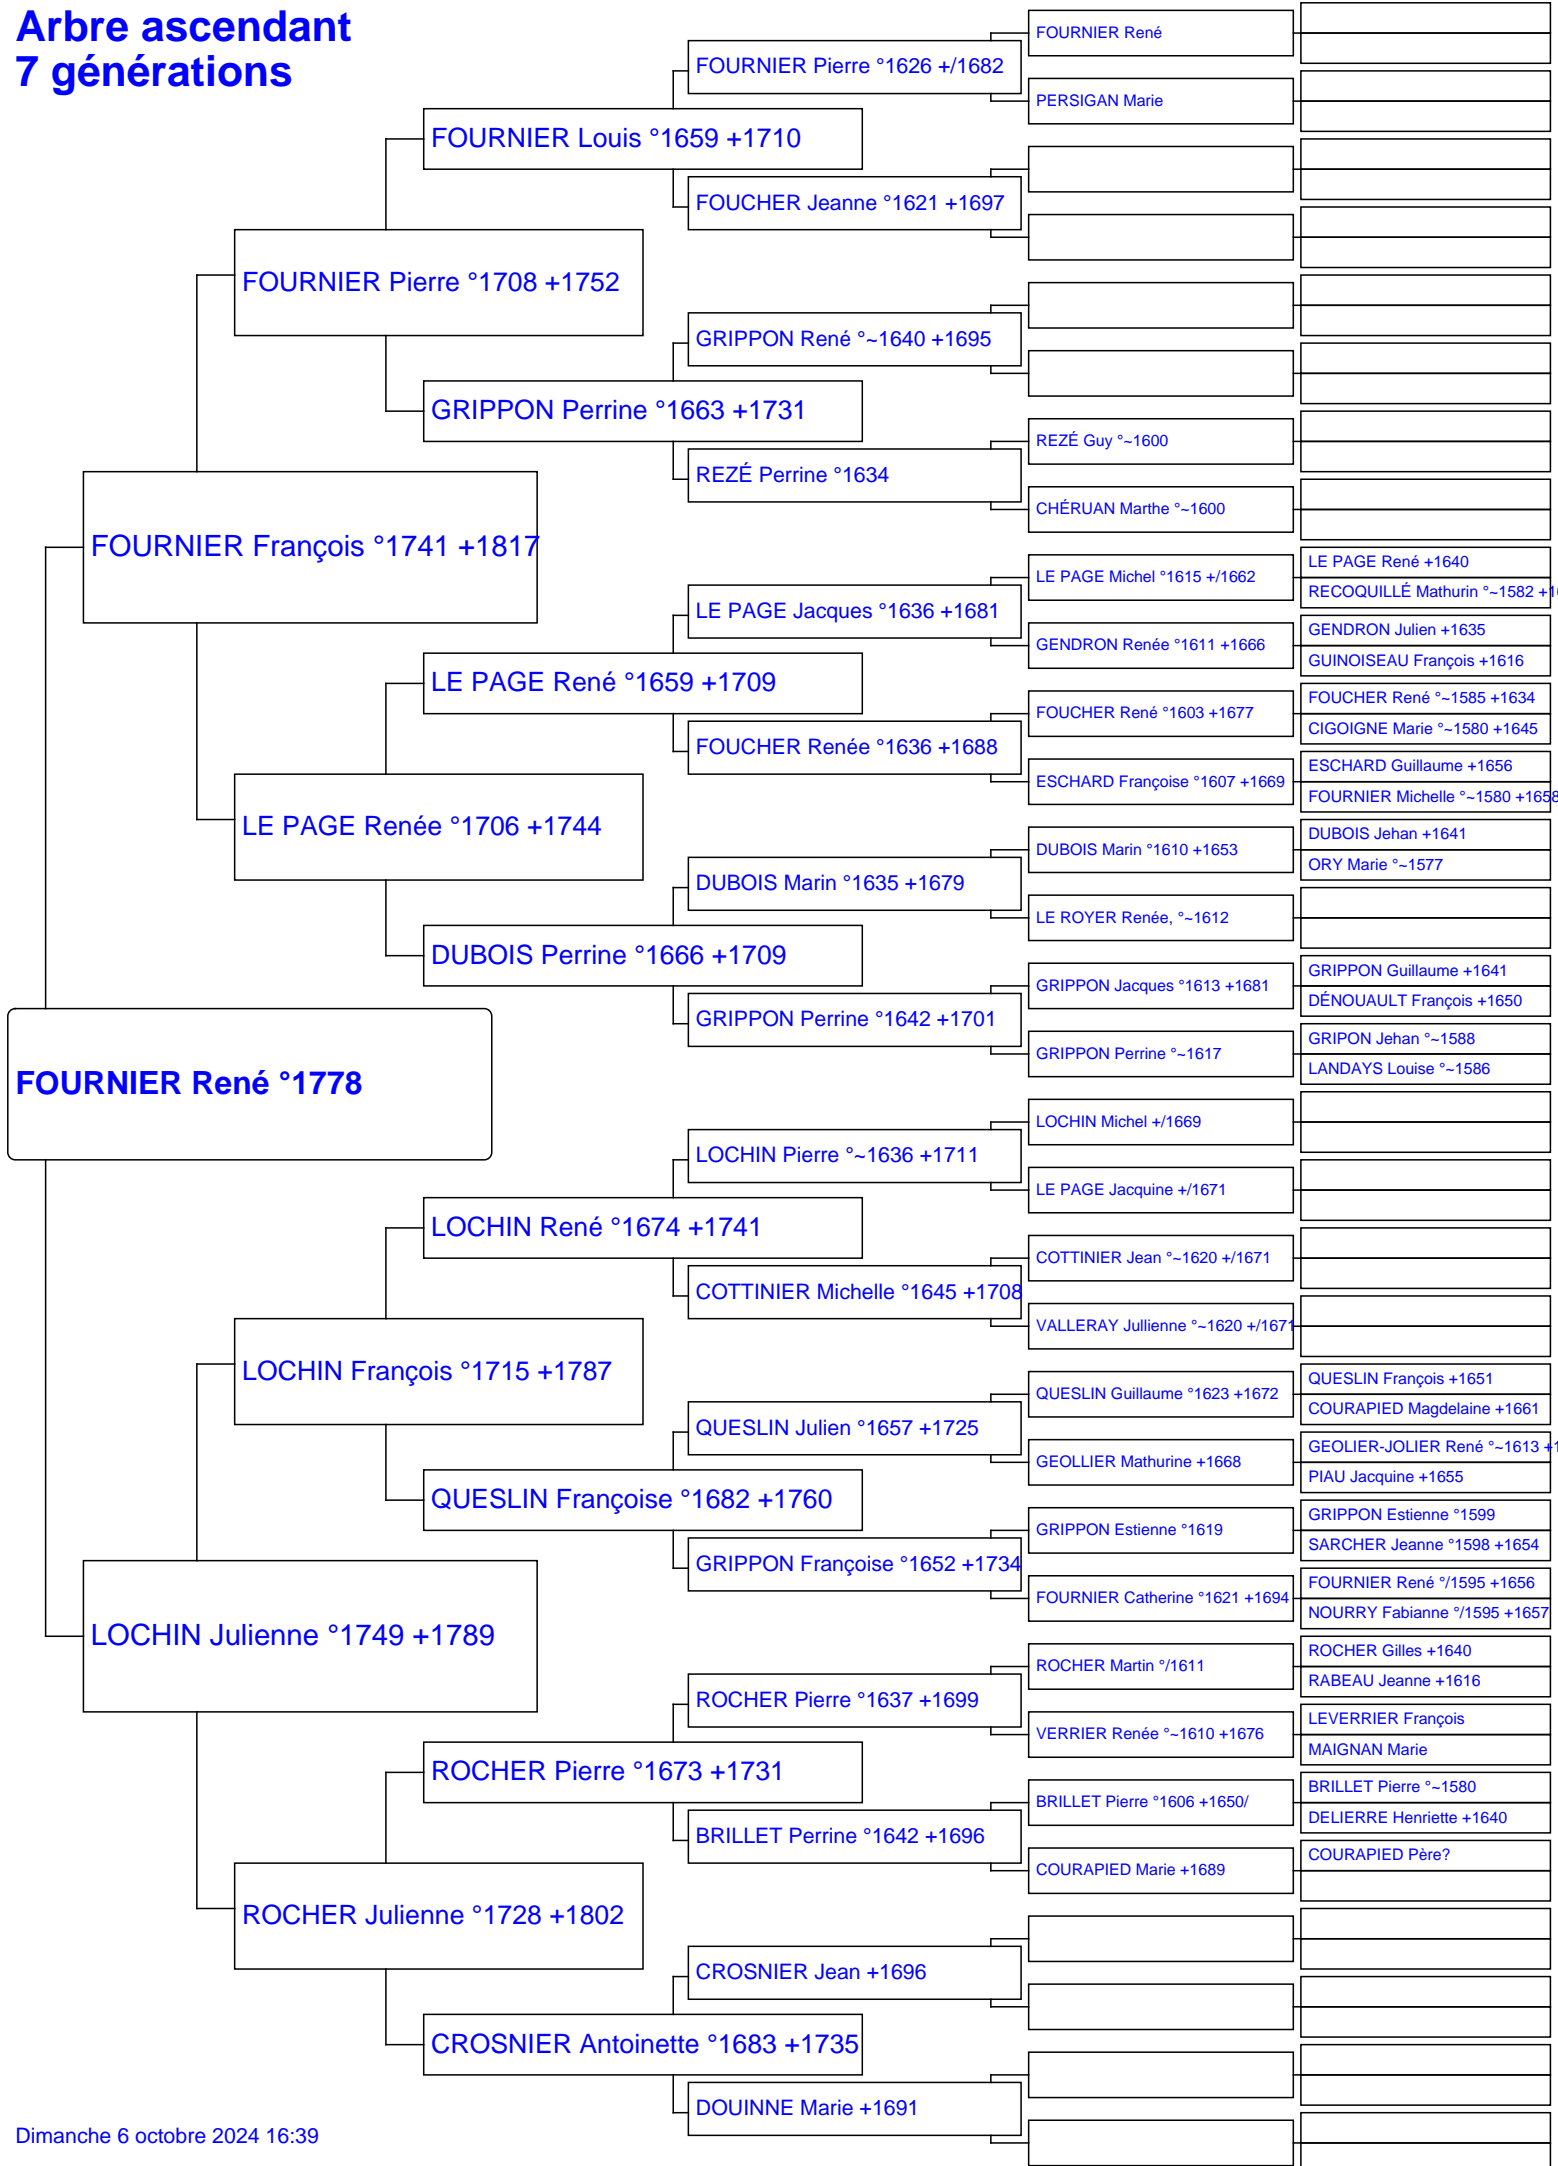 Arbre ascendant
7 générations
FOURNIER René °1778
FOURNIER François °1741 +1817
LOCHIN Julienne °1749 +1789
FOURNIER Pierre °1708 +1752
LE PAGE Renée °1706 +1744
LOCHIN François °1715 +1787
ROCHER Julienne °1728 +1802
FOURNIER Louis °1659 +1710
GRIPPON Perrine °1663 +1731
LE PAGE René °1659 +1709
DUBOIS Perrine °1666 +1709
LOCHIN René °1674 +1741
QUESLIN Françoise °1682 +1760
ROCHER Pierre °1673 +1731
CROSNIER Antoinette °1683 +1735
FOURNIER Pierre °1626 +/1682
FOUCHER Jeanne °1621 +1697
GRIPPON René °~1640 +1695
REZÉ Perrine °1634
LE PAGE Jacques °1636 +1681
FOUCHER Renée °1636 +1688
DUBOIS Marin °1635 +1679
GRIPPON Perrine °1642 +1701
LOCHIN Pierre °~1636 +1711
COTTINIER Michelle °1645 +1708
QUESLIN Julien °1657 +1725
GRIPPON Françoise °1652 +1734
ROCHER Pierre °1637 +1699
BRILLET Perrine °1642 +1696
CROSNIER Jean +1696
DOUINNE Marie +1691
FOURNIER René
PERSIGAN Marie
REZÉ Guy °~1600
CHÉRUAN Marthe °~1600
LE PAGE Michel °1615 +/1662
GENDRON Renée °1611 +1666
FOUCHER René °1603 +1677
ESCHARD Françoise °1607 +1669
DUBOIS Marin °1610 +1653
LE ROYER Renée, °~1612
GRIPPON Jacques °1613 +1681
GRIPPON Perrine °~1617
LOCHIN Michel +/1669
LE PAGE Jacquine +/1671
COTTINIER Jean °~1620 +/1671
VALLERAY Jullienne °~1620 +/1671
QUESLIN Guillaume °1623 +1672
GEOLLIER Mathurine +1668
GRIPPON Estienne °1619
FOURNIER Catherine °1621 +1694
ROCHER Martin °/1611
VERRIER Renée °~1610 +1676
BRILLET Pierre °1606 +1650/
COURAPIED Marie +1689
LE PAGE René +1640
RECOQUILLÉ Mathurin °~1582
GENDRON Julien +1635
GUINOISEAU François +1616
FOUCHER René °~1585 +1634
CIGOIGNE Marie °~1580 +1645
ESCHARD Guillaume +1656
FOURNIER Michelle °~1580 +1658
DUBOIS Jehan +1641
ORY Marie °~1577
GRIPPON Guillaume +1641
DÉNOUAULT François +1650
GRIPON Jehan °~1588
LANDAYS Louise °~1586
QUESLIN François +1651
COURAPIED Magdelaine +1661
GEOLIER-JOLIER René °~1613
PIAU Jacquine +1655
GRIPPON Estienne °1599
SARCHER Jeanne °1598 +1654
FOURNIER René °/1595 +1656
NOURRY Fabianne °/1595 +1657
ROCHER Gilles +1640
RABEAU Jeanne +1616
LEVERRIER François
MAIGNAN Marie
BRILLET Pierre °~1580
DELIERRE Henriette +1640
COURAPIED Père?
Dimanche 6 octobre 2024 16:39